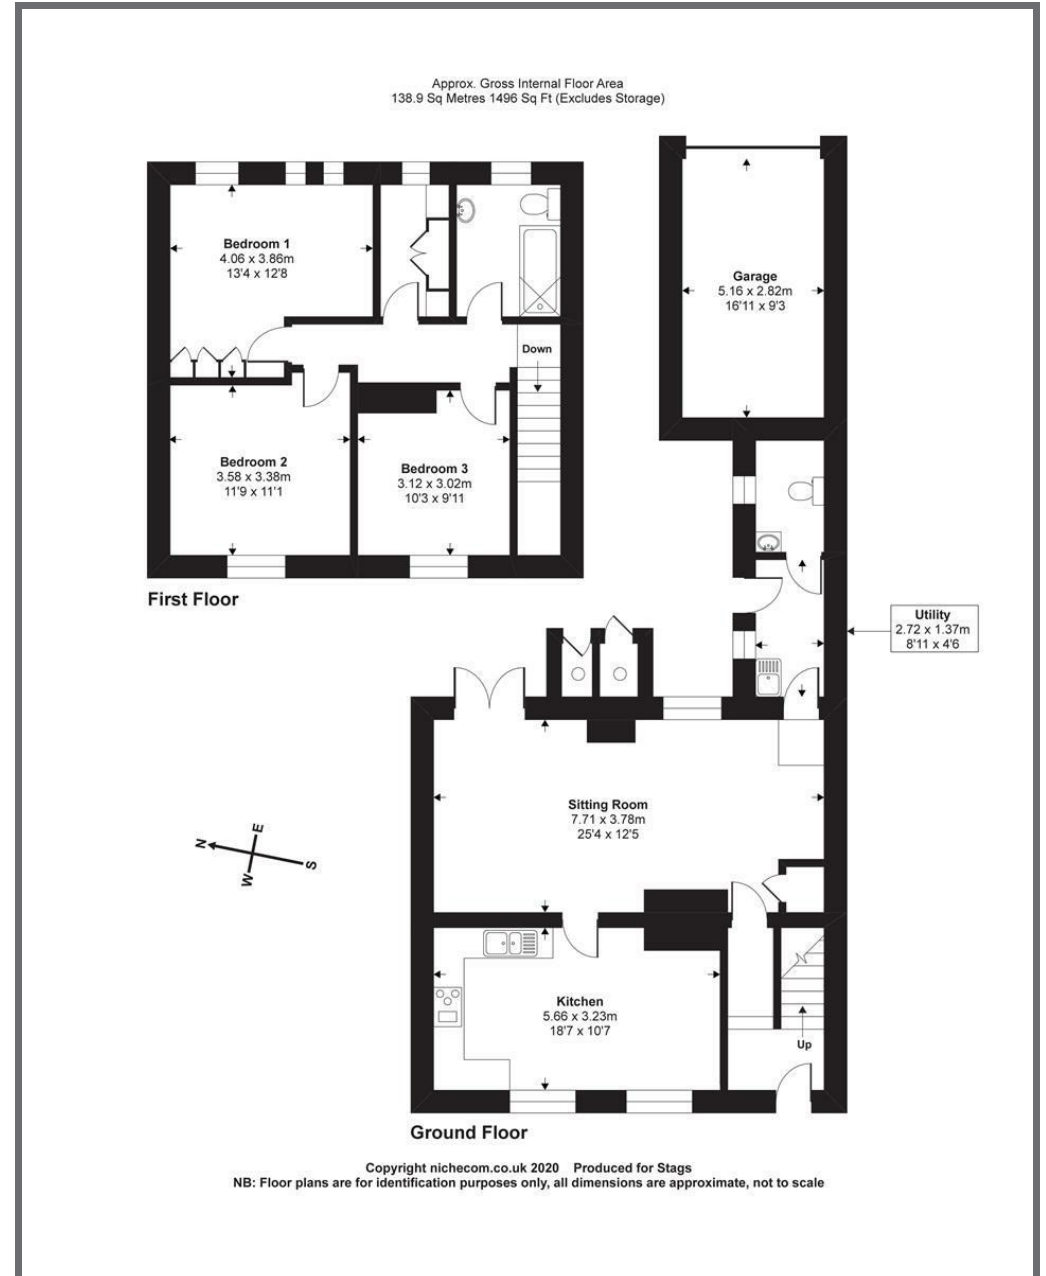 Approx. Gross Internal Floor Area
138.9 Sq Metres 1496 Sq Ft (Excludes Storage)
Bedroom 1
4.06 x 3.86m
13'4 x 12'8
Down
Bedroom 2
3.58 x 3.38m
11'9 x 11'1
Bedroom 3
3.12 x 3.02m
10'3 x 9'11
First Floor
Garage
5.16 x 2.82m
16'11 x 9'3
Utility
2.72 x 1.37m
8'11 x 4'6
Sitting Room
7.71 x 3.78m
25'4 x 12'5
N
E
S
W
Kitchen
5.66 x 3.23m
18'7 x 10'7
Up
Ground Floor
Copyright nichecom.co.uk 2020 Produced for Stags
NB: Floor plans are for identification purposes only, all dimensions are approximate, not to scale